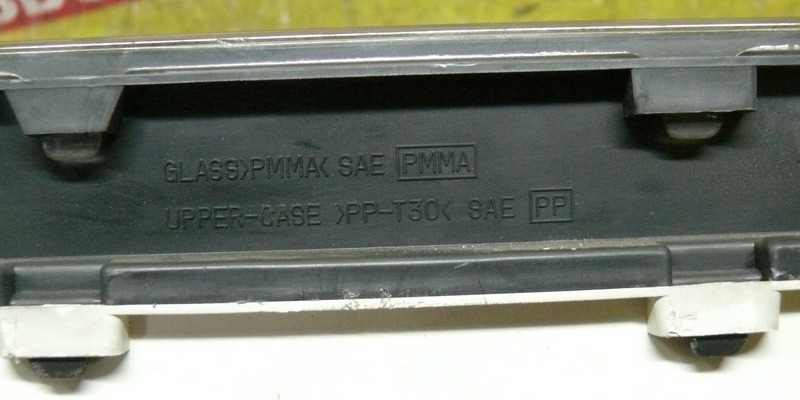 GLASS>PMMA< SAE PMMA
UPPER-CASE >PP-T30< SAE PP